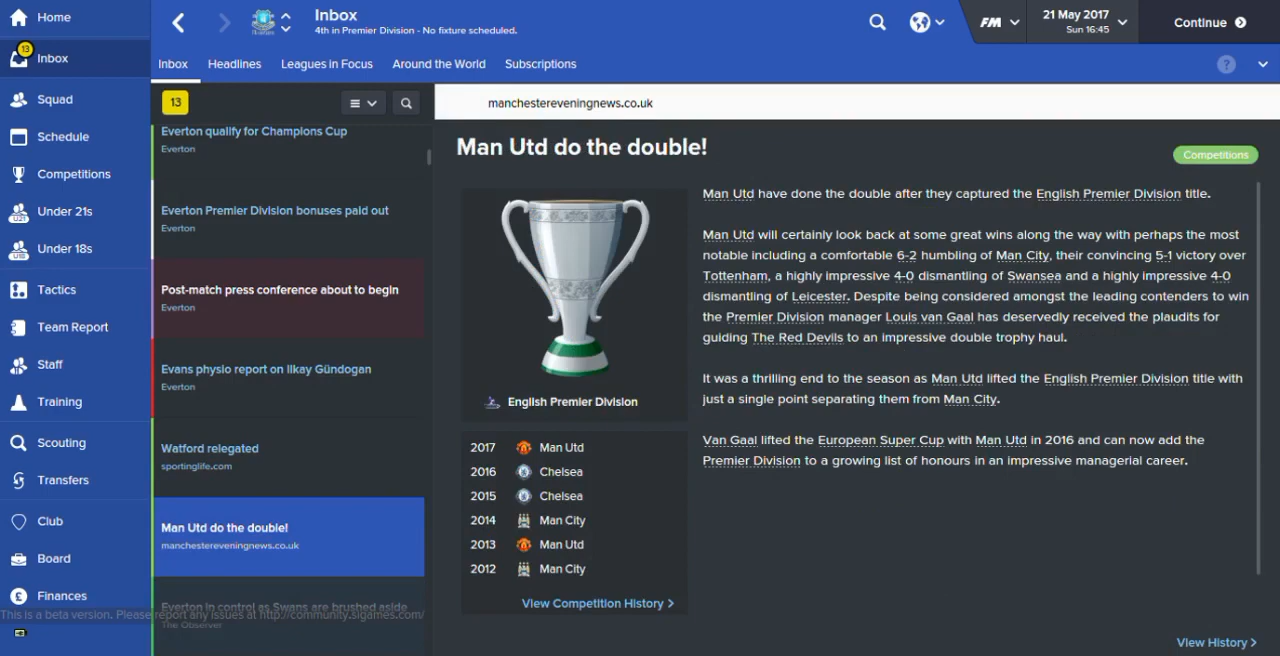 Home
13
Inbox
Squad
Schedule
Competitions
U21
Under 21s
U18
Under 18s
Tactics
Team Report
Staff
Training
Scouting
Transfers
Club
Board
Finances
This is a beta version. Please report any issues at http://community.sigames.com/
Inbox
4th in Premier Division - No fixture scheduled.
FM
21 May 2017
Sun 16:45
Continue
Inbox
Headlines
Leagues in Focus
Around the World
Subscriptions
?
13
Everton qualify for Champions Cup
Everton
Everton Premier Division bonuses paid out
Everton
Post-match press conference about to begin
Everton
Evans physio report on Ilkay Gündogan
Everton
Watford relegated
sportinglife.com
Man Utd do the double!
manchestereveningnews.co.uk
Everton in control as Swans are brushed aside
The Observer
manchestereveningnews.co.uk
Man Utd do the double!
Competitions
English Premier Division
2017 Man Utd
2016 Chelsea
2015 Chelsea
2014 Man City
2013 Man Utd
2012 Man City
View Competition History >
Man Utd have done the double after they captured the English Premier Division title.
Man Utd will certainly look back at some great wins along the way with perhaps the most
notable including a comfortable 6-2 humbling of Man City, their convincing 5-1 victory over
Tottenham, a highly impressive 4-0 dismantling of Swansea and a highly impressive 4-0
dismantling of Leicester. Despite being considered amongst the leading contenders to win
the Premier Division manager Louis van Gaal has deservedly received the plaudits for
guiding The Red Devils to an impressive double trophy haul.
It was a thrilling end to the season as Man Utd lifted the English Premier Division title with
just a single point separating them from Man City.
Van Gaal lifted the European Super Cup with Man Utd in 2016 and can now add the
Premier Division to a growing list of honours in an impressive managerial career.
View History >